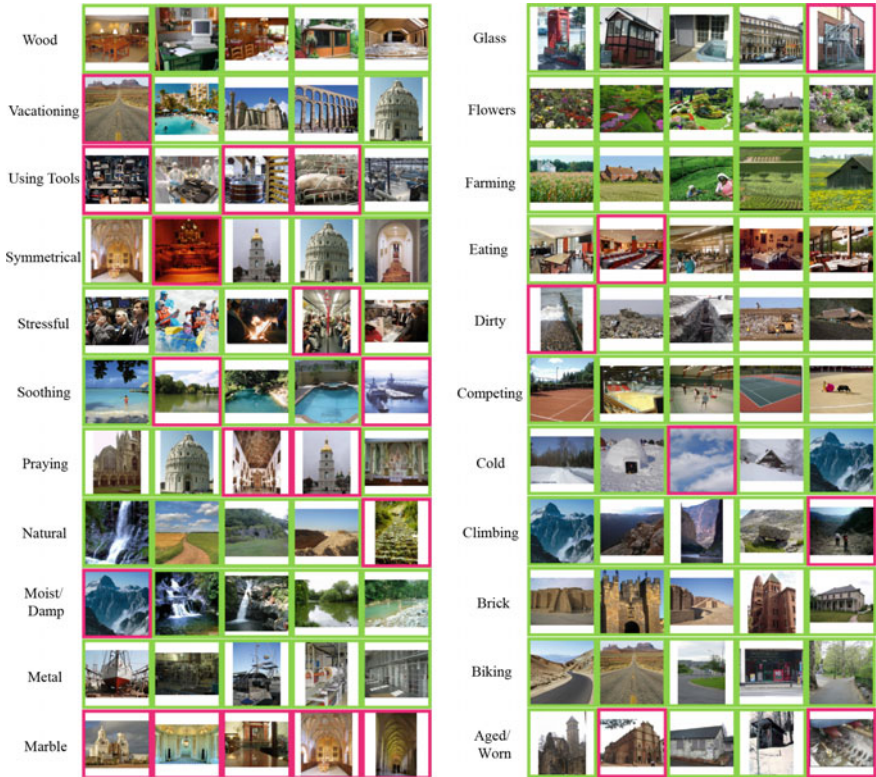 Wood
Vacationing
Using Tools
Symmetrical
Stressful
Soothing
Praying
Natural
Moist/
Damp
Metal
Marble
Glass
Flowers
Farming
Eating
Dirty
Competing
Cold
Climbing
Brick
Biking
Aged/
Worn